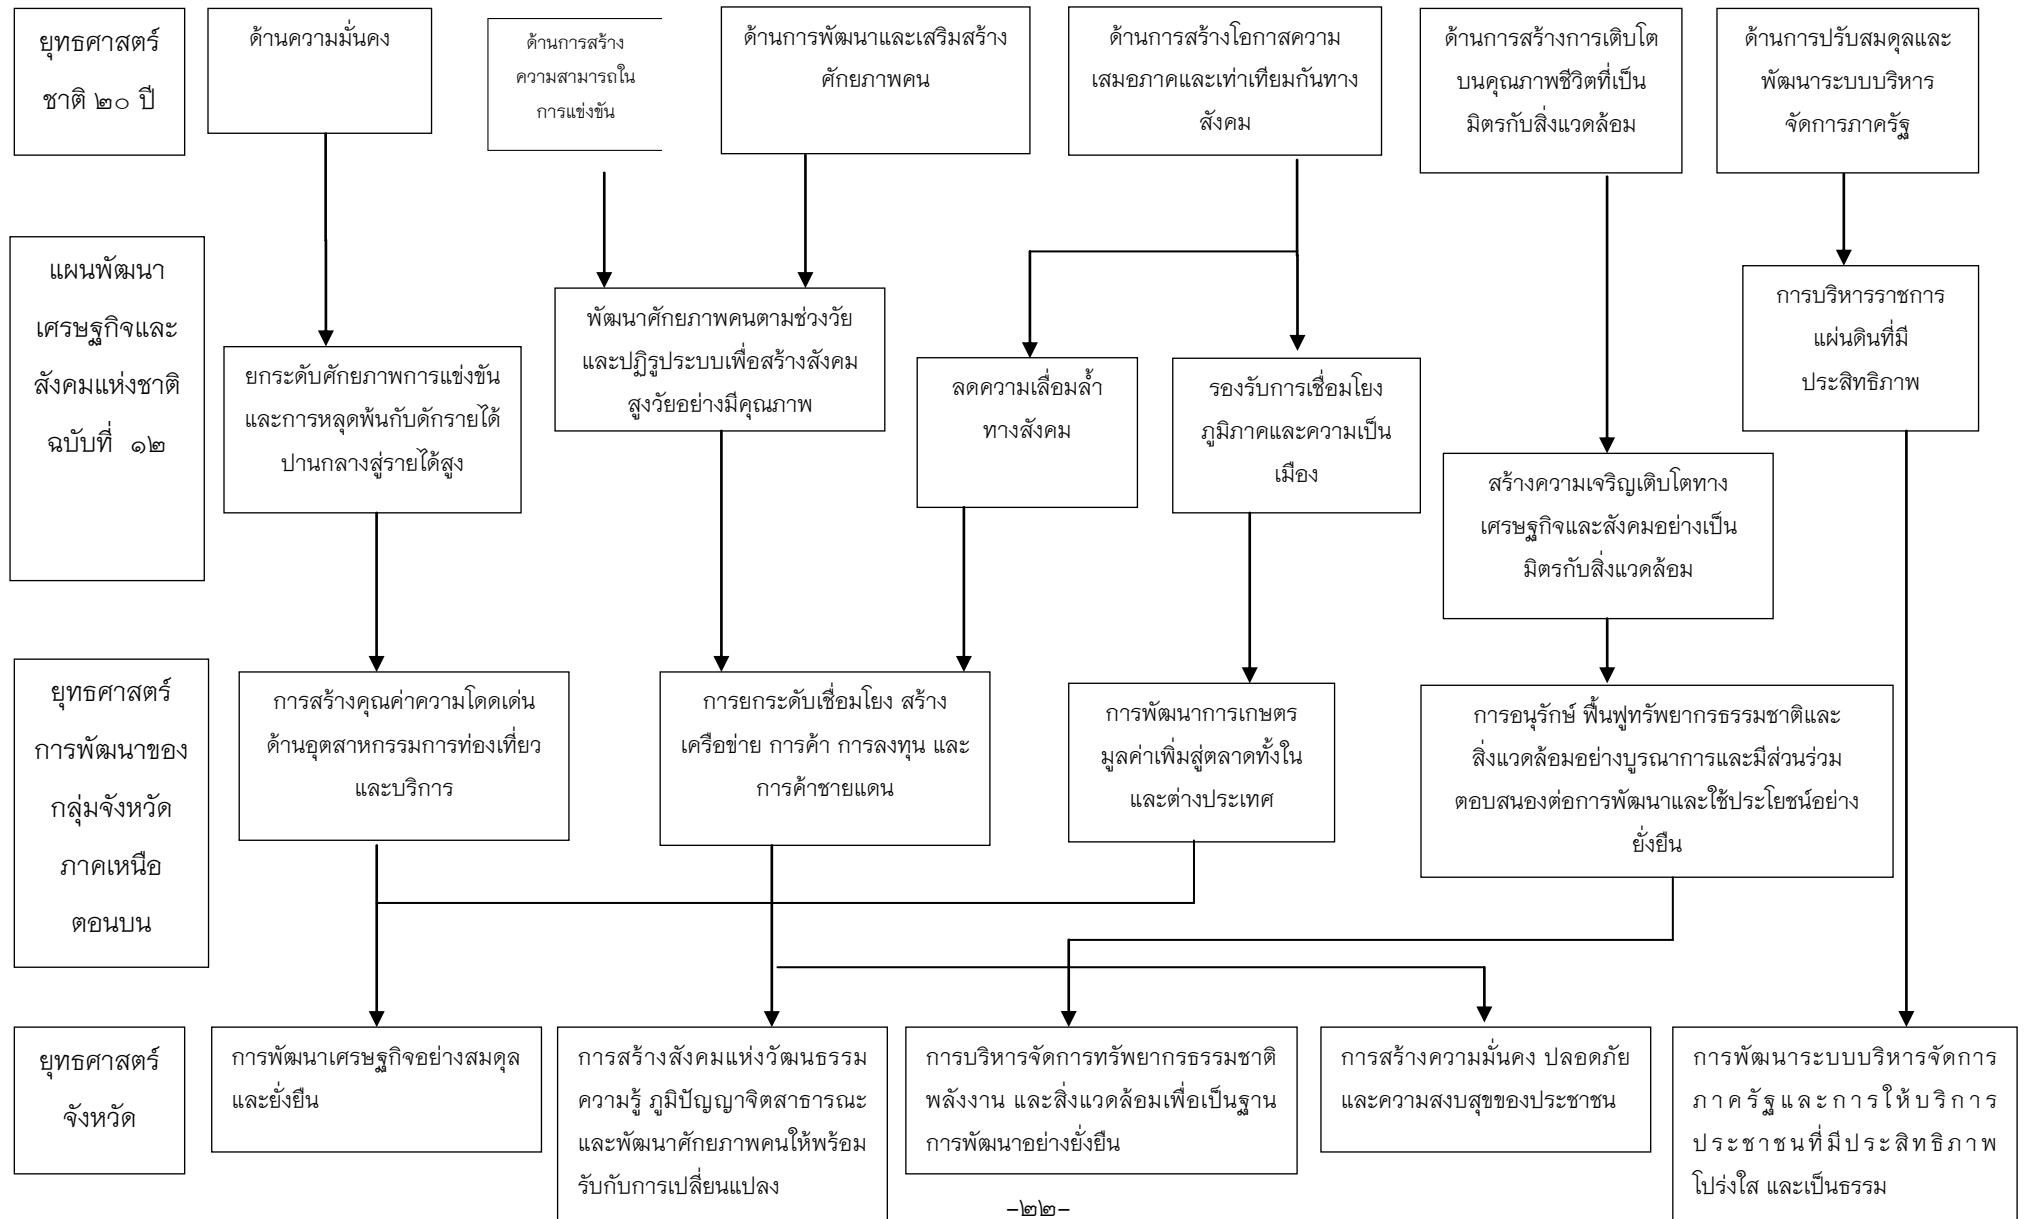 ยุทธศาสตร์
ชาติ ๒๐ ปี
ด้านความมั่นคง
ด้านการสร้าง
ความสามารถใน
การแข่งขัน
ด้านการพัฒนาและเสริมสร้าง
ศักยภาพคน
ด้านการสร้างโอกาสความ
เสมอภาคและเท่าเทียมกันทาง
สังคม
ด้านการสร้างการเติบโต
บนคุณภาพชีวิตที่เป็น
มิตรกับสิ่งแวดล้อม
ด้านการปรับสมดุลและ
พัฒนาระบบบริหาร
จัดการภาครัฐ
แผนพัฒนา
เศรษฐกิจและ
สังคมแห่งชาติ
ฉบับที่ ๑๒
ยกระดับศักยภาพการแข่งขัน
และการหลุดพ้นกับดักรายได้
ปานกลางสู่รายได้สูง
พัฒนาศักยภาพคนตามช่วงวัย
และปฏิรูประบบเพื่อสร้างสังคม
สูงวัยอย่างมีคุณภาพ
ลดความเลื่อมล้ำ
ทางสังคม
รองรับการเชื่อมโยง
ภูมิภาคและความเป็น
เมือง
สร้างความเจริญเติบโตทาง
เศรษฐกิจและสังคมอย่างเป็น
มิตรกับสิ่งแวดล้อม
การบริหารราชการ
แผ่นดินที่มี
ประสิทธิภาพ
ยุทธศาสตร์
การพัฒนาของ
กลุ่มจังหวัด
ภาคเหนือ
ตอนบน
การสร้างคุณค่าความโดดเด่น
ด้านอุตสาหกรรมการท่องเที่ยว
และบริการ
การยกระดับเชื่อมโยง สร้าง
เครือข่าย การค้า การลงทุน และ
การค้าชายแดน
การพัฒนาการเกษตร
มูลค่าเพิ่มสู่ตลาดทั้งใน
และต่างประเทศ
การอนุรักษ์ ฟื้นฟูทรัพยากรธรรมชาติและ
สิ่งแวดล้อมอย่างบูรณาการและมีส่วนร่วม
ตอบสนองต่อการพัฒนาและใช้ประโยชน์อย่าง
ยั่งยืน
ยุทธศาสตร์
จังหวัด
การพัฒนาเศรษฐกิจอย่างสมดุล
และยั่งยืน
การสร้างสังคมแห่งวัฒนธรรม
ความรู้ ภูมิปัญญาจิตสาธารณะ
และพัฒนาศักยภาพคนให้พร้อม
รับกับการเปลี่ยนแปลง
การบริหารจัดการทรัพยากรธรรมชาติ
พลังงาน และสิ่งแวดล้อมเพื่อเป็นฐาน
การพัฒนาอย่างยั่งยืน
การสร้างความมั่นคง ปลอดภัย
และความสงบสุขของประชาชน
การพัฒนาระบบบริหารจัดการ
ภาครัฐและการให้บริการ
ประชาชนที่มีประสิทธิภาพ
โปร่งใส และเป็นธรรม
-๒๒-